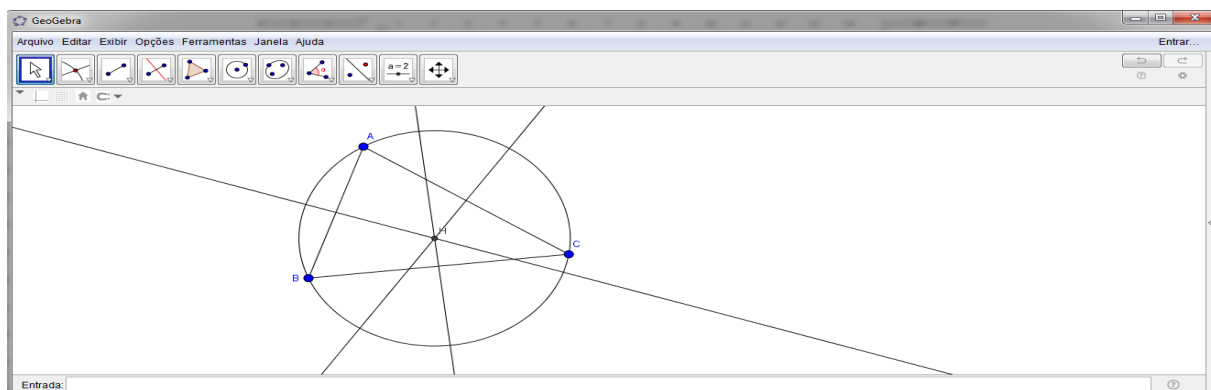 GeoGebra
Arquivo Editar Exibir Opções Ferramentas Janela Ajuda
Entrar...
a=2
A
H
C
B
Entrada: